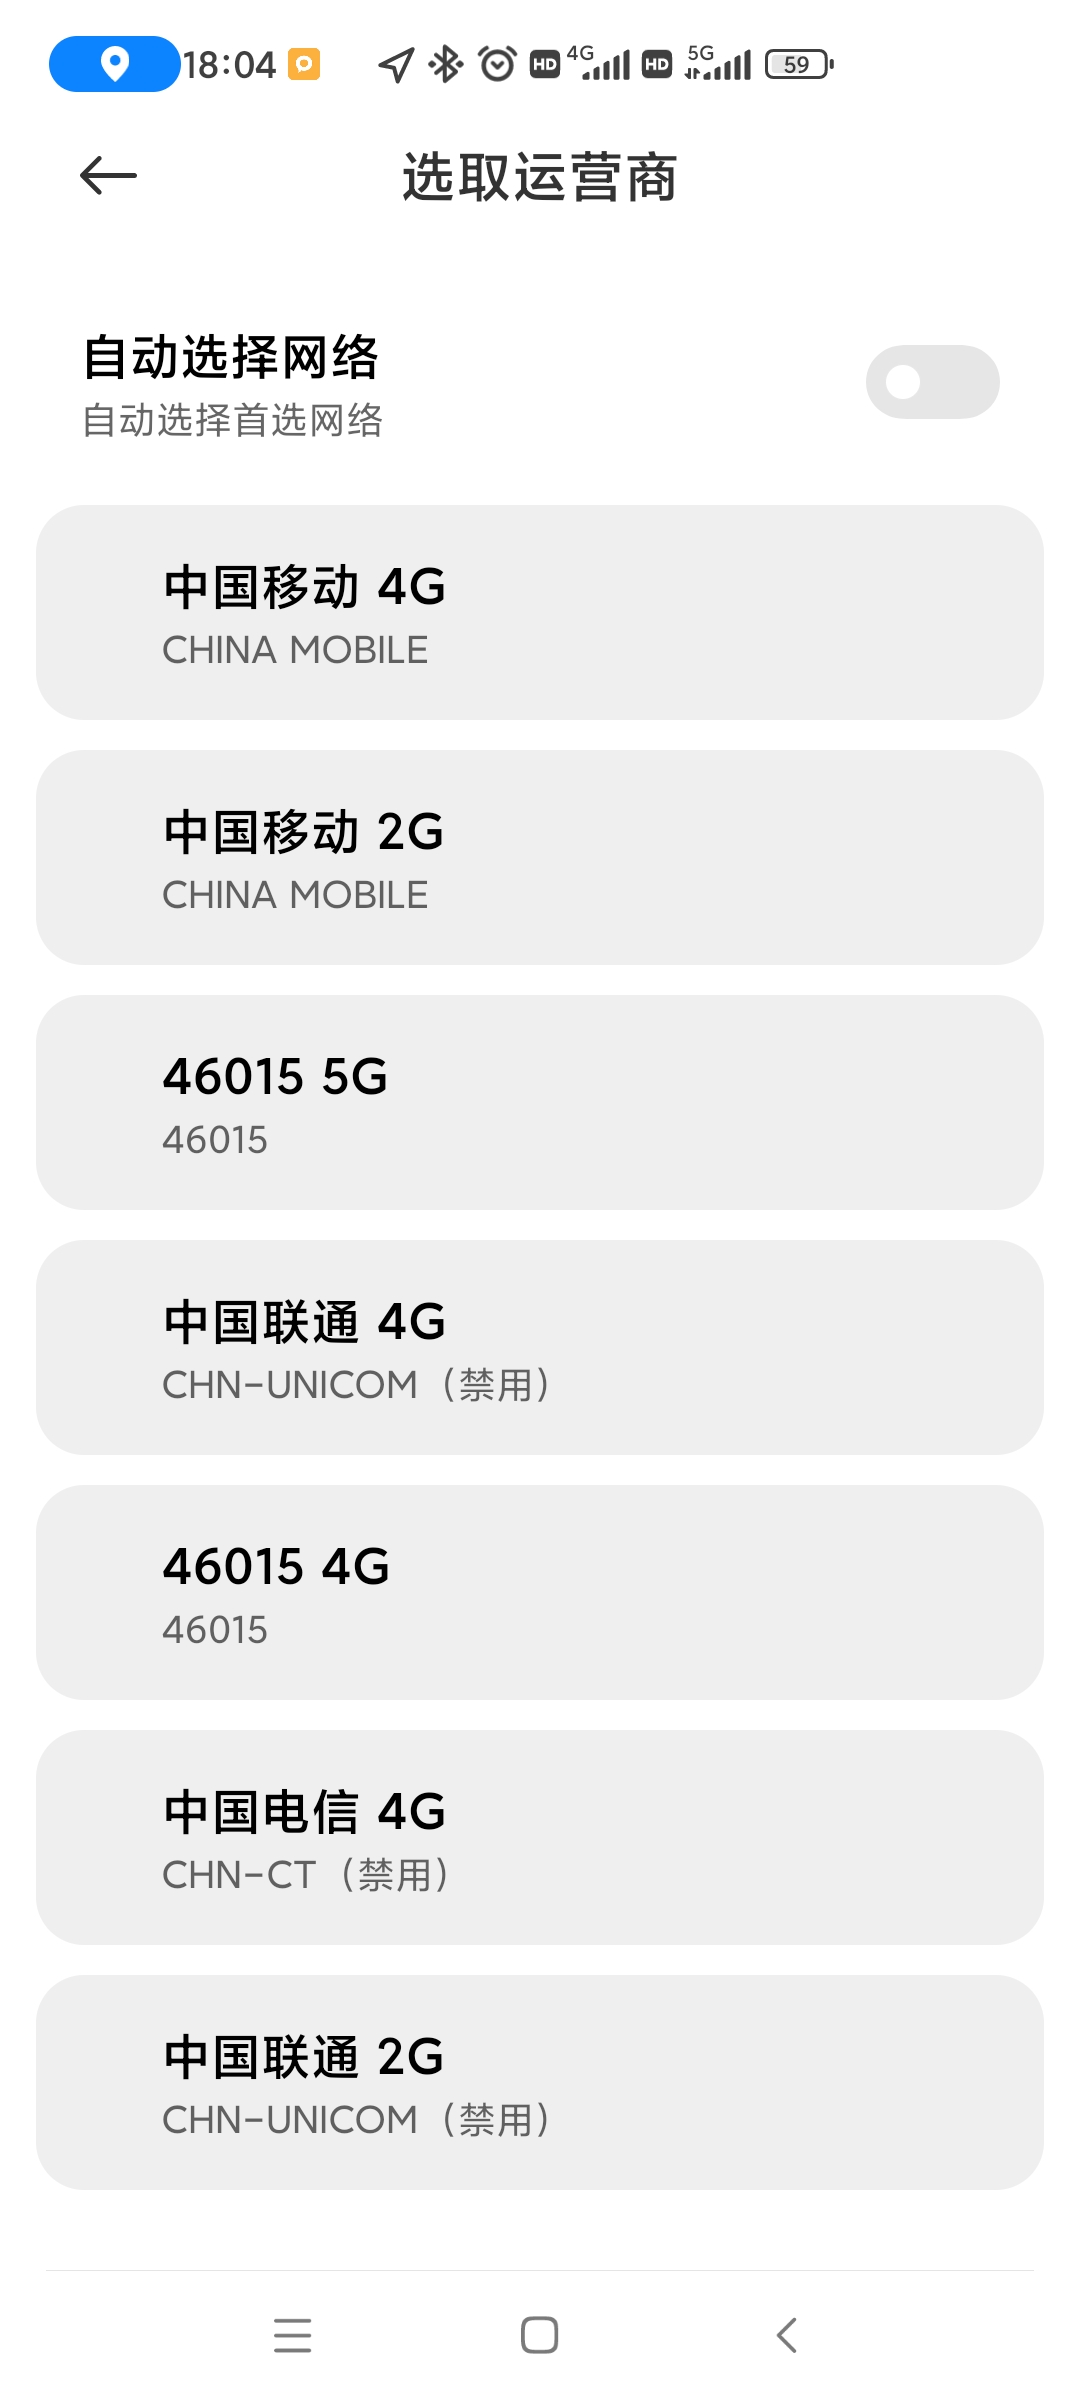 18:04 HD 4G HD 5G 59
选取运营商
自动选择网络
自动选择首选网络
中国移动 4G
CHINA MOBILE
中国移动 2G
CHINA MOBILE
46015 5G
46015
中国联通 4G
CHN-UNICOM（禁用）
46015 4G
46015
中国电信 4G
CHN-CT（禁用）
中国联通 2G
CHN-UNICOM（禁用）